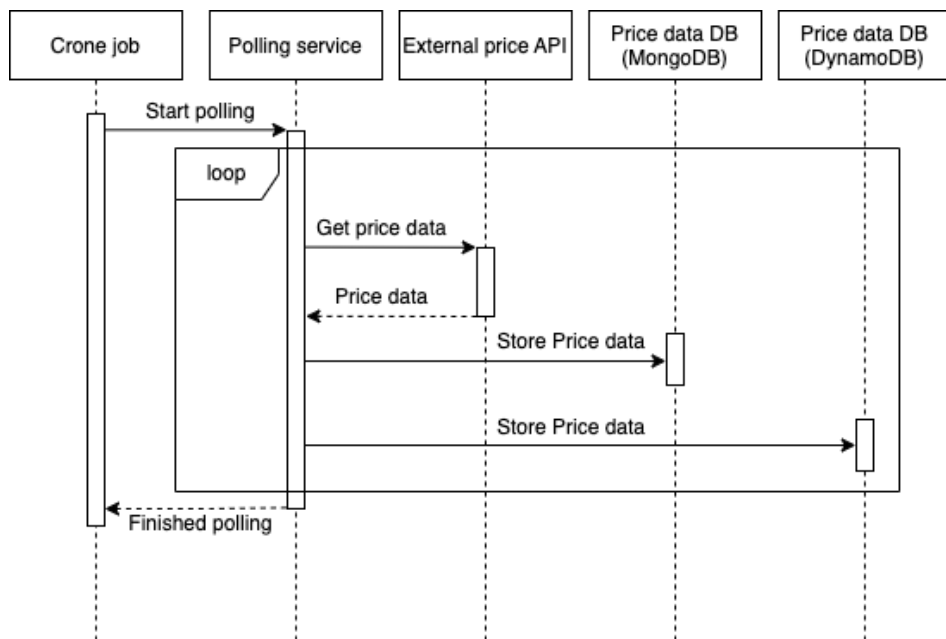 Crone job
Polling service
External price API
Price data DB
(MongoDB)
Price data DB
(DynamoDB)
Start polling
loop
Get price data
Price data
Store Price data
Store Price data
Finished polling